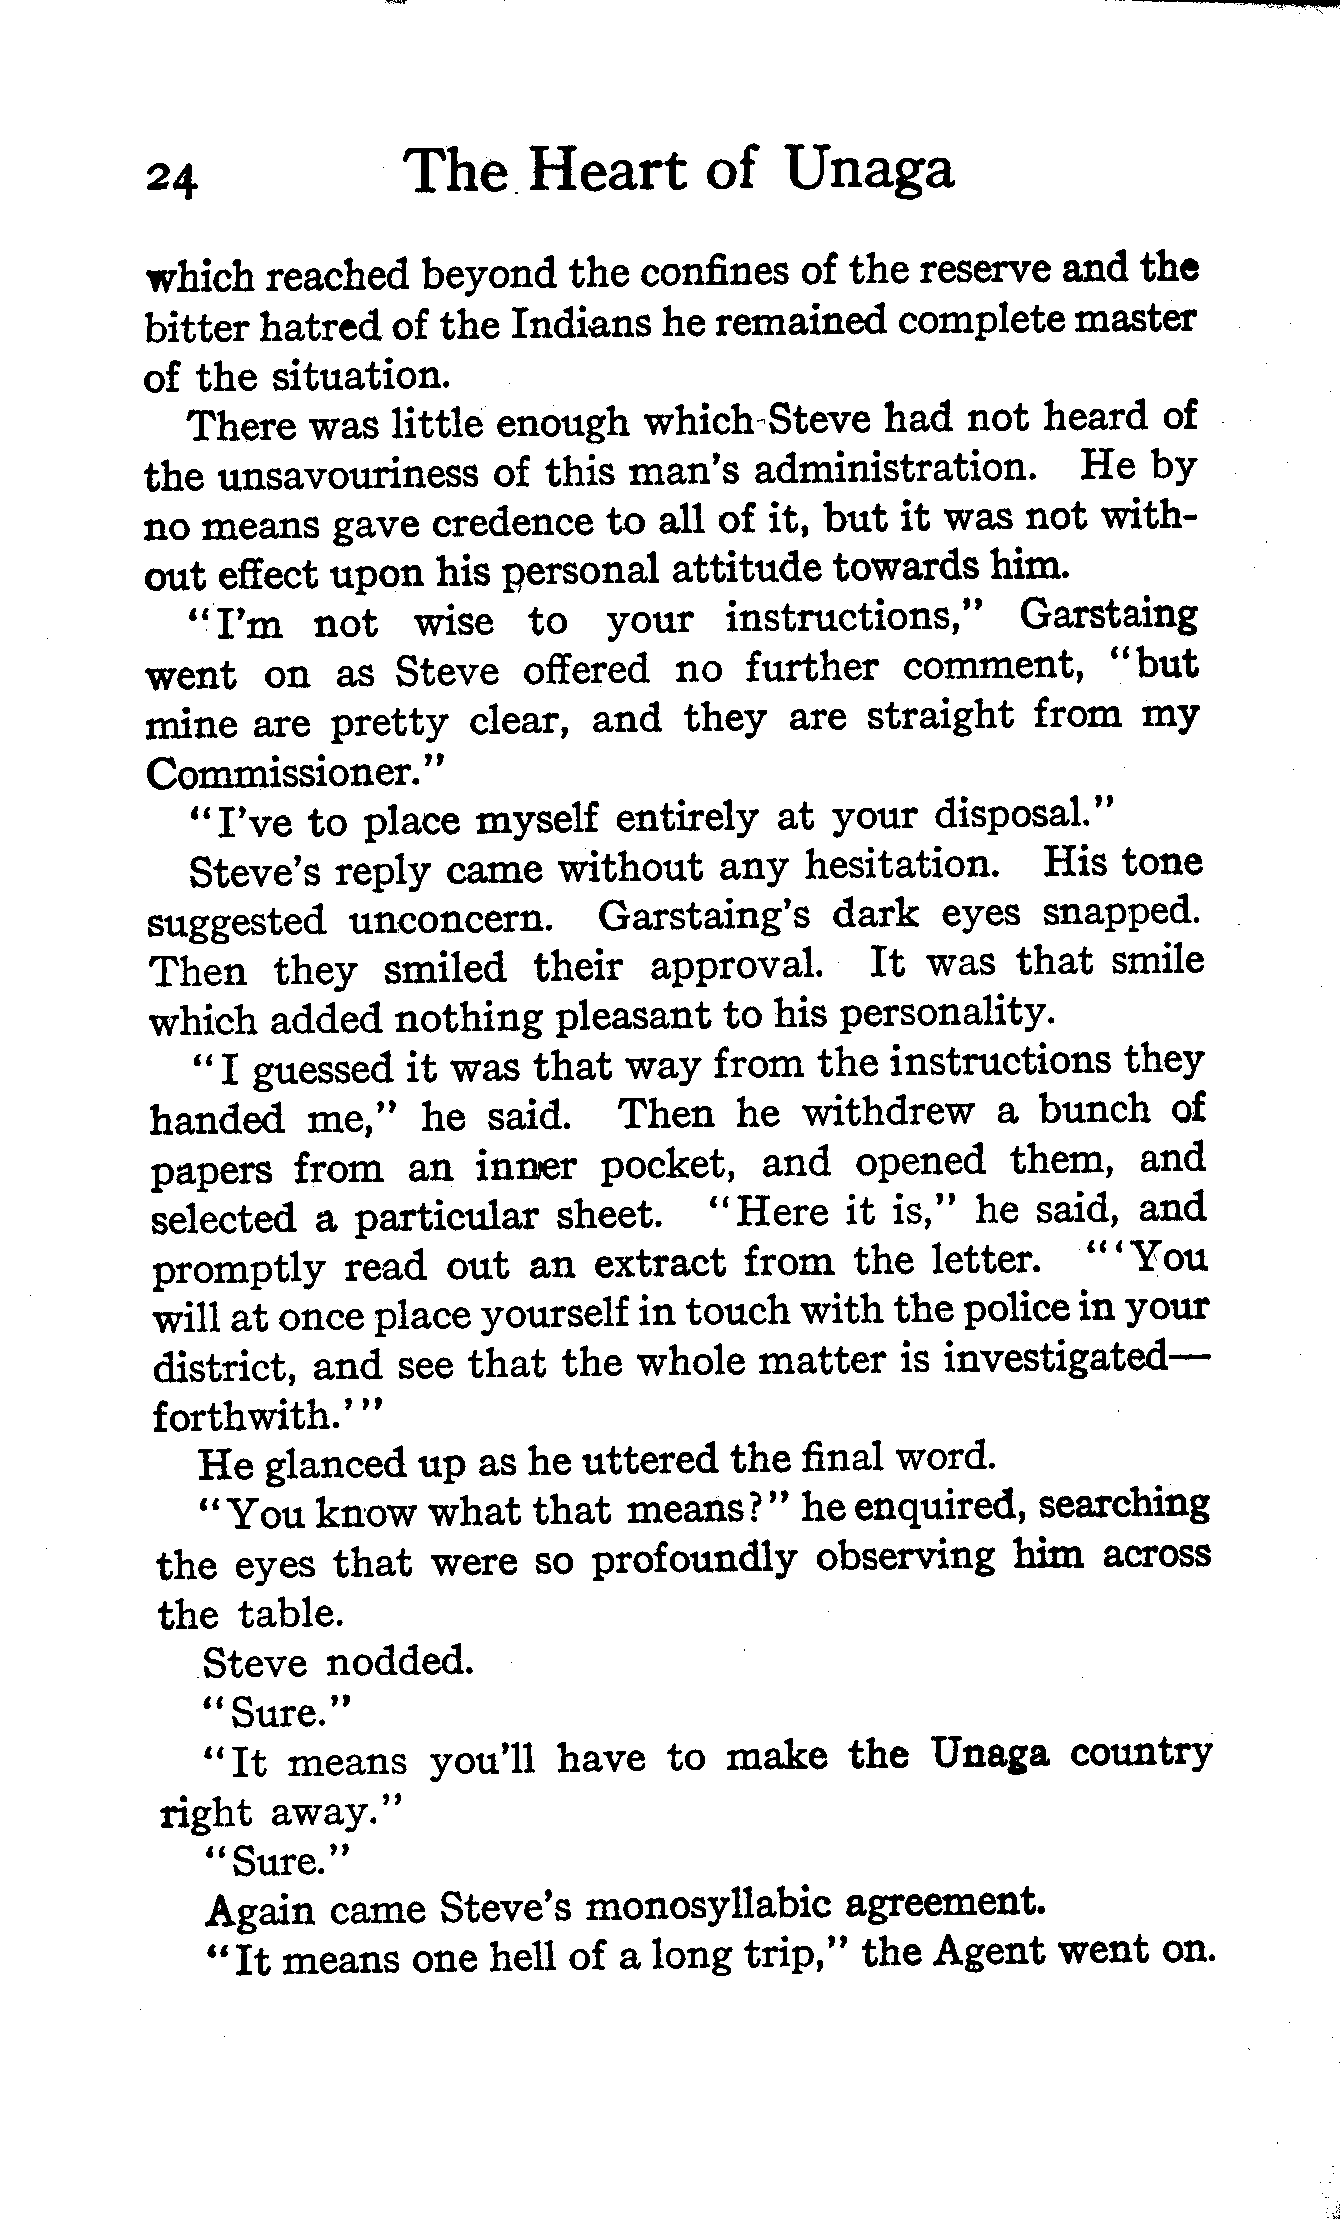 24 The Heart of Unaga
which reached beyond the confines of the reserve and the
bitter hatred of the Indians he remained complete master
of the situation.
There was little enough which Steve had not heard of
the unsavouriness of this man's administration. He by
no means gave credence to all of it, but it was not with-
out effect upon his personal attitude towards him.
"I'm not wise to your instructions," Garstaing
went on as Steve offered no further comment, "but
mine are pretty clear, and they are straight from my
Commissioner."
"I've to place myself entirely at your disposal."
Steve's reply came without any hesitation. His tone
suggested unconcern. Garstaing's dark eyes snapped.
Then they smiled their approval. It was that smile
which added nothing pleasant to his personality.
"I guessed it was that way from the instructions they
handed me," he said. Then he withdrew a bunch of
papers from an inner pocket, and opened them, and
selected a particular sheet. "Here it is," he said, and
promptly read out an extract from the letter. "'You
will at once place yourself in touch with the police in your
district, and see that the whole matter is investigated—
forthwith.'"
He glanced up as he uttered the final word.
"You know what that means?" he enquired, searching
the eyes that were so profoundly observing him across
the table.
Steve nodded.
"Sure."
"It means you'll have to make the Unaga country
right away."
"Sure."
Again came Steve's monosyllabic agreement.
"It means one hell of a long trip," the Agent went on.